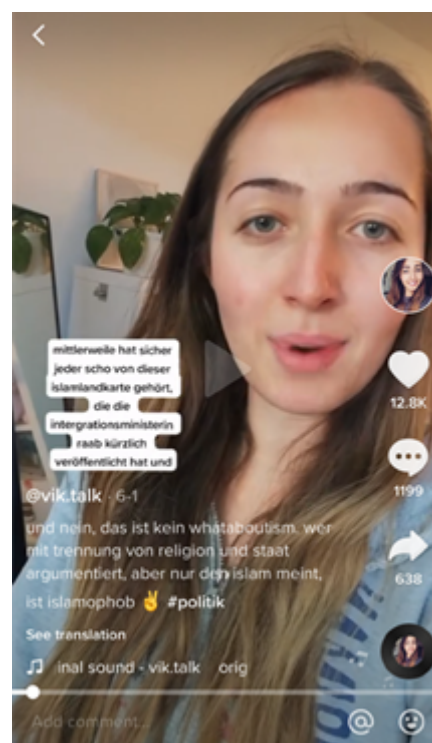 mittlerweile hat sicher
jeder scho von dieser
islamlandkarte gehört,
die die
intergrationsministerin
raab kürzlich
veröffentlicht hat und
12.8K
1199
638
@vik.talk · 6-1
und nein, das ist kein whataboutism. wer
mit trennung von religion und staat
argumentiert, aber nur den islam meint,
ist islamophob ✌️ #politik
See translation
inal sound - vik.talk orig
Add comment...